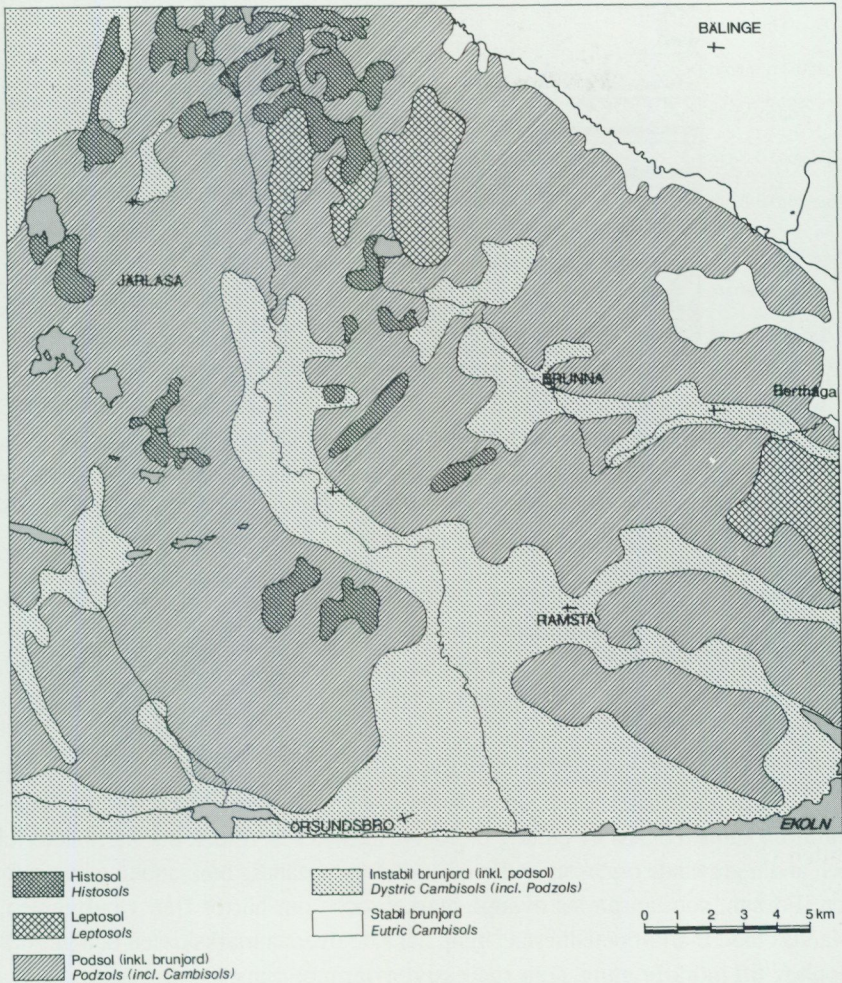 BÄLINGE
JÄRLÅSA
BRUNNA
Berthåga
RAMSTA
ÖRSUNDSBRO
EKOLN
Histosol
Histosols
Leptosol
Leptosols
Podsol (inkl. brunjord)
Podzols (incl. Cambisols)
Instabil brunjord (inkl. podsol)
Dystric Cambisols (incl. Podzols)
Stabil brunjord
Eutric Cambisols
0 1 2 3 4 5 km